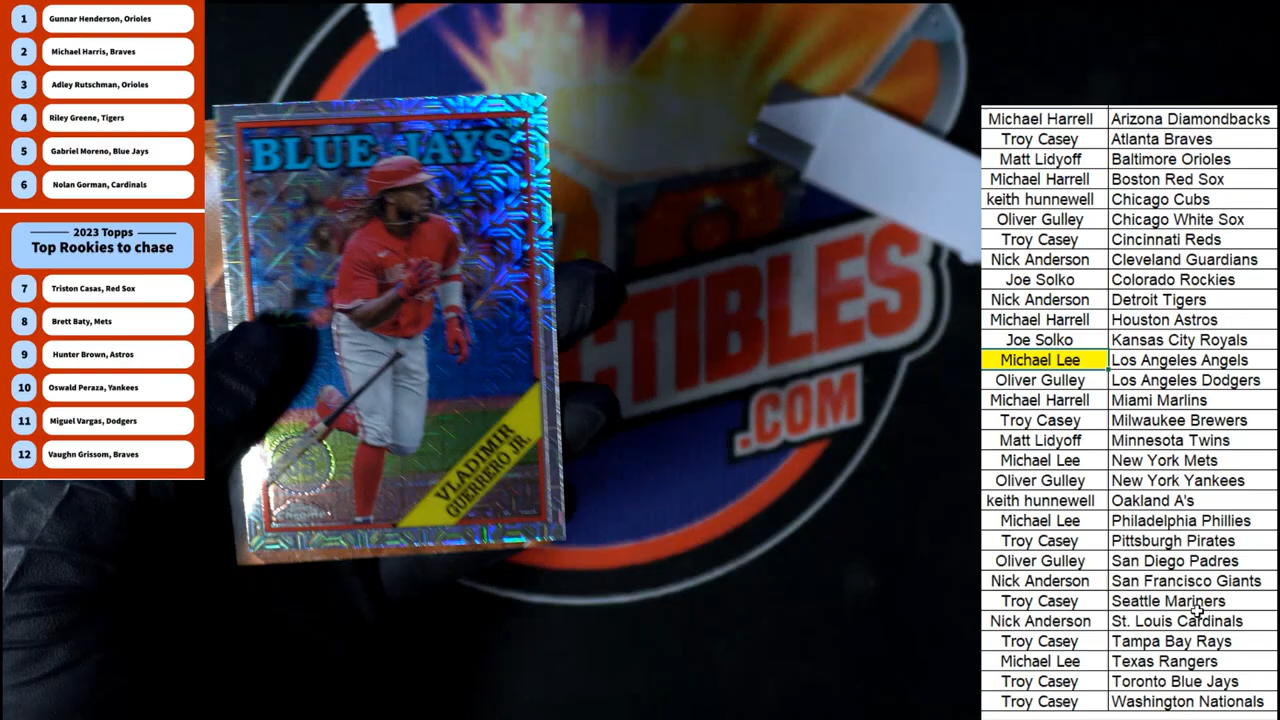 1 Gunnar Henderson, Orioles
2 Michael Harris, Braves
3 Adley Rutschman, Orioles
4 Riley Greene, Tigers
5 Gabriel Moreno, Blue Jays
6 Nolan Gorman, Cardinals
2023 Topps
Top Rookies to chase
7 Triston Casas, Red Sox
8 Brett Baty, Mets
9 Hunter Brown, Astros
10 Oswald Peraza, Yankees
11 Miguel Vargas, Dodgers
12 Vaughn Grissom, Braves
BLUE JAYS
VLADIMIR
GUERRERO JR.
35
Chrome
CTIBLES
.COM
Michael Harrell Arizona Diamondbacks
Troy Casey Atlanta Braves
Matt Lidyoff Baltimore Orioles
Michael Harrell Boston Red Sox
keith hunnewell Chicago Cubs
Oliver Gulley Chicago White Sox
Troy Casey Cincinnati Reds
Nick Anderson Cleveland Guardians
Joe Solko Colorado Rockies
Nick Anderson Detroit Tigers
Michael Harrell Houston Astros
Joe Solko Kansas City Royals
Michael Lee Los Angeles Angels
Oliver Gulley Los Angeles Dodgers
Michael Harrell Miami Marlins
Troy Casey Milwaukee Brewers
Matt Lidyoff Minnesota Twins
Michael Lee New York Mets
Oliver Gulley New York Yankees
keith hunnewell Oakland A's
Michael Lee Philadelphia Phillies
Troy Casey Pittsburgh Pirates
Oliver Gulley San Diego Padres
Nick Anderson San Francisco Giants
Troy Casey Seattle Mariners
Nick Anderson St. Louis Cardinals
Troy Casey Tampa Bay Rays
Michael Lee Texas Rangers
Troy Casey Toronto Blue Jays
Troy Casey Washington Nationals